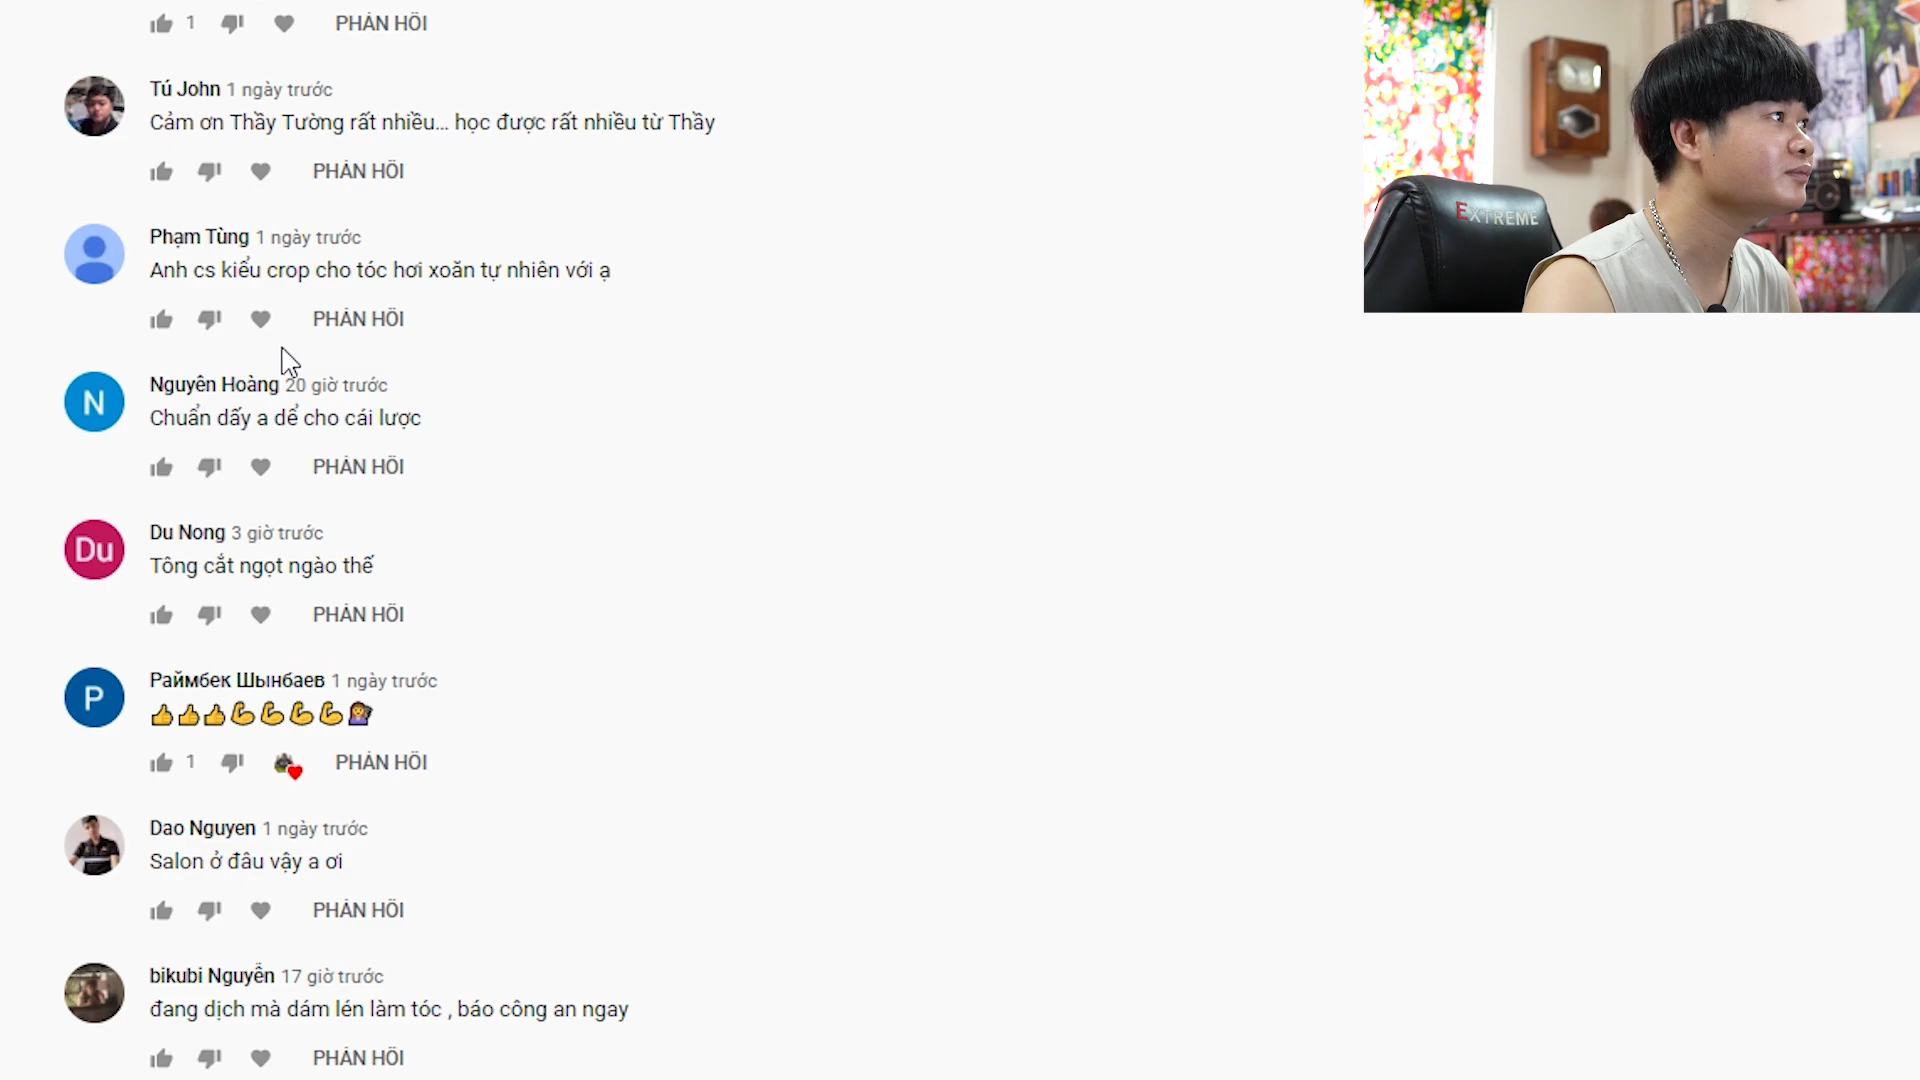 1 PHẢN HỒI
Tú John 1 ngày trước
Cảm ơn Thầy Tường rất nhiều... học được rất nhiều từ Thầy
PHẢN HỒI
Phạm Tùng 1 ngày trước
Anh cs kiểu crop cho tóc hơi xoăn tự nhiên với ạ
PHẢN HỒI
Nguyên Hoàng 20 giờ trước
Chuẩn dấy a dể cho cái lược
PHẢN HỒI
Du
Du Nong 3 giờ trước
Tông cắt ngọt ngào thế
PHẢN HỒI
Р
Раймбек Шынбаев 1 ngày trước
👍👍👍💪💪💪💪💇
1 PHẢN HỒI
Dao Nguyen 1 ngày trước
Salon ở đâu vậy a ơi
PHẢN HỒI
bikubi Nguyễn 17 giờ trước
đang dịch mà dám lén làm tóc , báo công an ngay
PHẢN HỒI
N
EXTREME